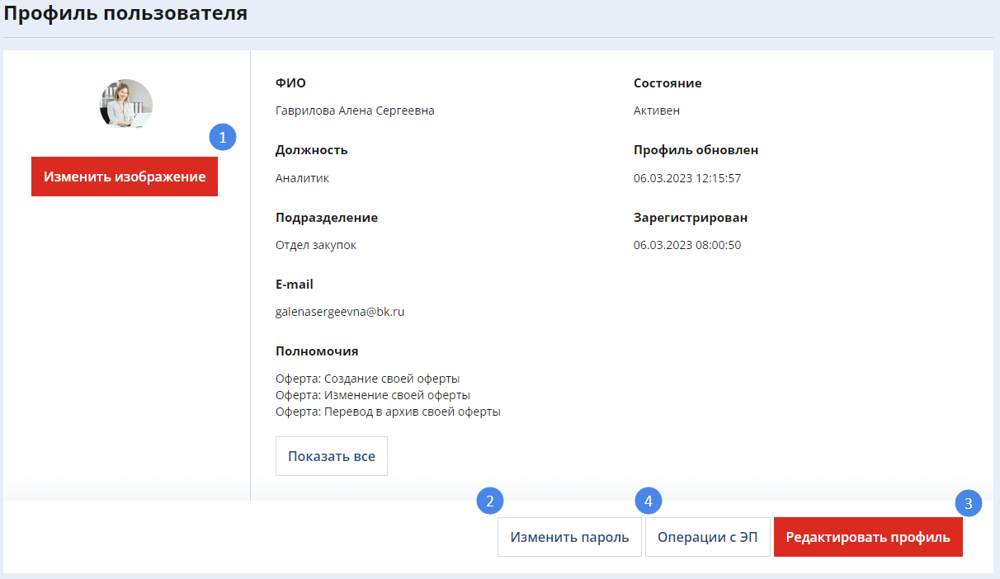 Профиль пользователя
1
Изменить изображение
ФИО
Гаврилова Алена Сергеевна
Должность
Аналитик
Подразделение
Отдел закупок
E-mail
galenasergeevna@bk.ru
Полномочия
Оферта: Создание своей оферты
Оферта: Изменение своей оферты
Оферта: Перевод в архив своей оферты
Показать все
Состояние
Активен
Профиль обновлен
06.03.2023 12:15:57
Зарегистрирован
06.03.2023 08:00:50
2
Изменить пароль
4
Операции с ЭП
3
Редактировать профиль